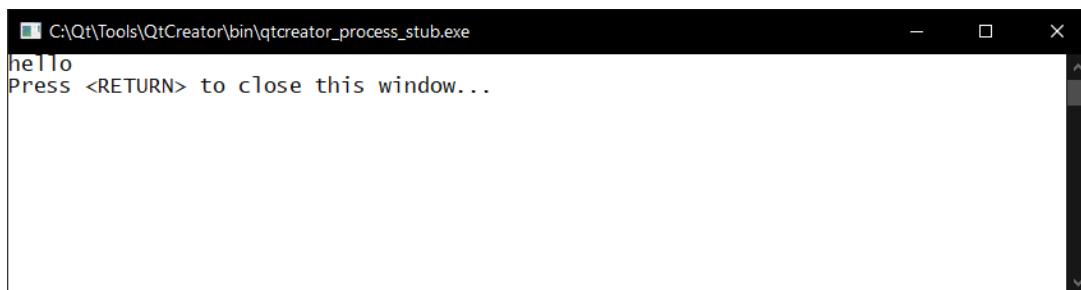 C:\Qt\Tools\QtCreator\bin\qtcreator_process_stub.exe
hello
Press <RETURN> to close this window...